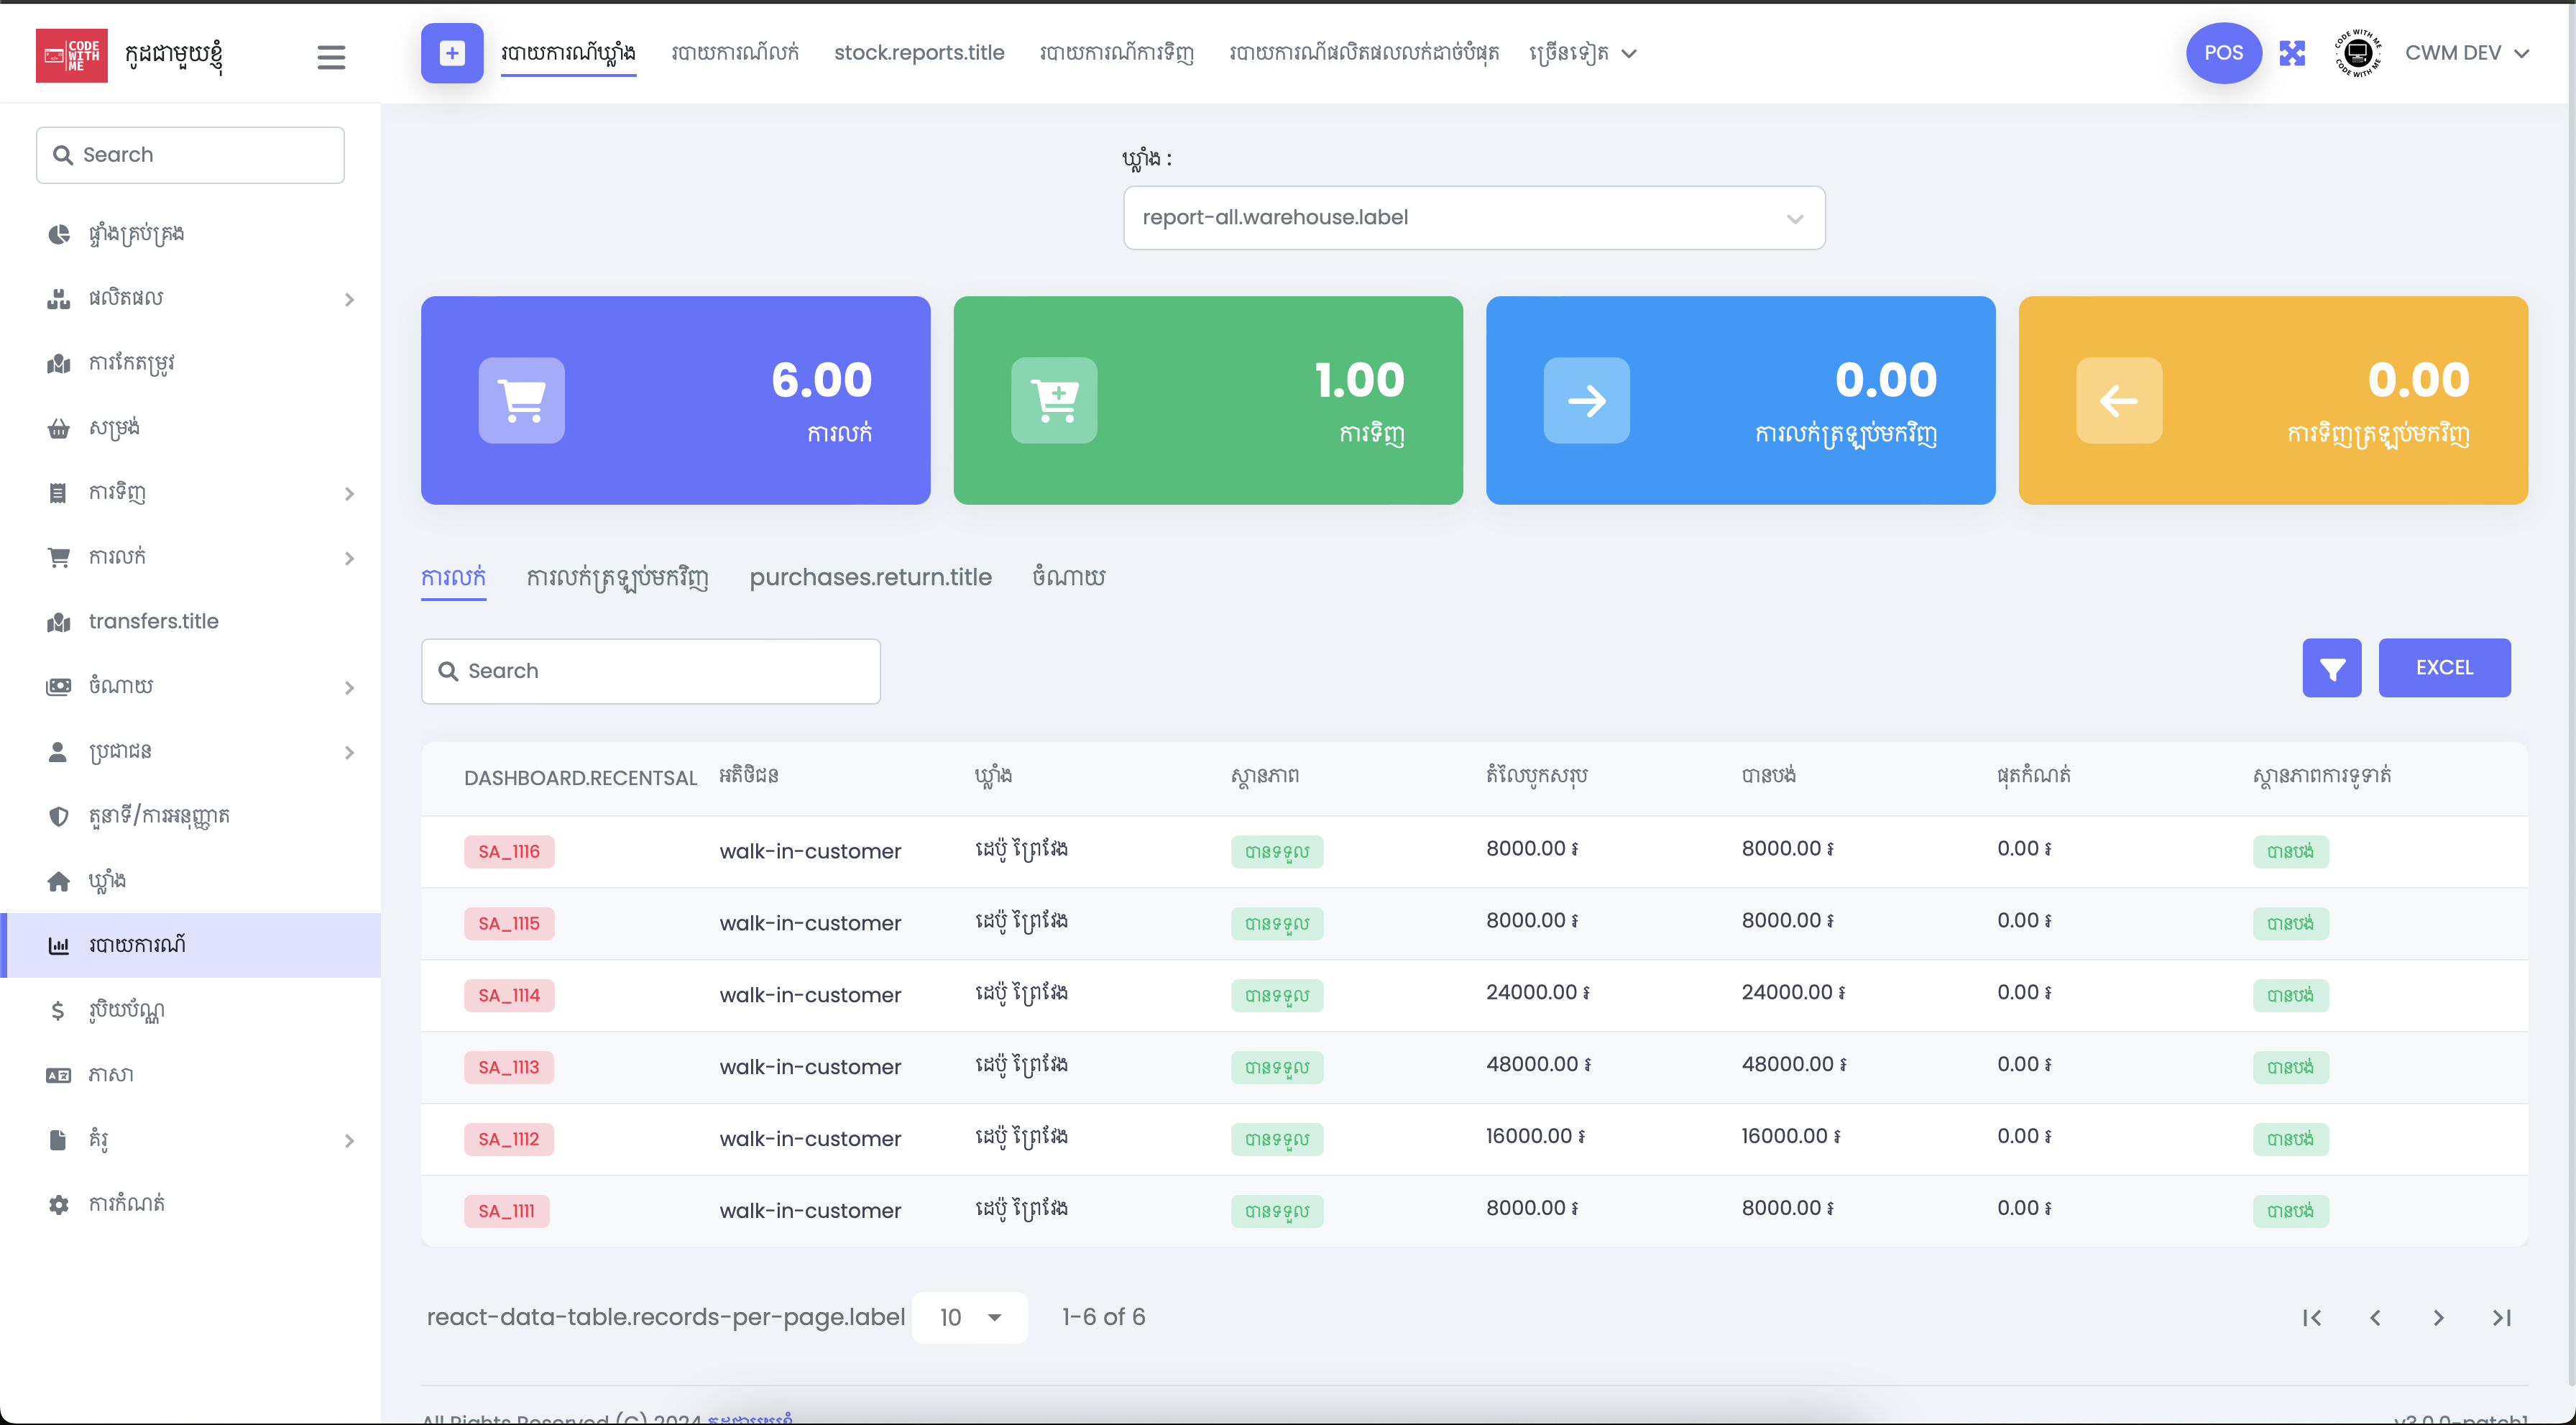 CODE WITH ME
កូដជាមួយខ្ញុំ
របាយការណ៍ឃ្លាំង របាយការណ៍លក់ stock.reports.title របាយការណ៍ការទិញ របាយការណ៍ផលិតផលលក់ដាច់បំផុត ច្រើនទៀត
POS
CODE WITH ME · CODE WITH ME
CWM DEV
Search
ផ្ទាំងគ្រប់គ្រង
ផលិតផល
ការកែតម្រូវ
សម្រង់
ការទិញ
ការលក់
transfers.title
ចំណាយ
ប្រជាជន
តួនាទី/ការអនុញ្ញាត
ឃ្លាំង
របាយការណ៍
រូបិយប័ណ្ណ
ភាសា
គំរូ
ការកំណត់
ឃ្លាំង :
report-all.warehouse.label
6.00
ការលក់
1.00
ការទិញ
0.00
ការលក់ត្រឡប់មកវិញ
0.00
ការទិញត្រឡប់មកវិញ
ការលក់ ការលក់ត្រឡប់មកវិញ purchases.return.title ចំណាយ
Search
EXCEL
DASHBOARD.RECENTSAL អតិថិជន ឃ្លាំង ស្ថានភាព តំលៃបូកសរុប បានបង់ ផុតកំណត់ ស្ថានភាពការទូទាត់
SA_1116 walk-in-customer ដេប៉ូ ព្រៃវែង បានទទួល 8000.00 ៛ 8000.00 ៛ 0.00 ៛ បានបង់
SA_1115 walk-in-customer ដេប៉ូ ព្រៃវែង បានទទួល 8000.00 ៛ 8000.00 ៛ 0.00 ៛ បានបង់
SA_1114 walk-in-customer ដេប៉ូ ព្រៃវែង បានទទួល 24000.00 ៛ 24000.00 ៛ 0.00 ៛ បានបង់
SA_1113 walk-in-customer ដេប៉ូ ព្រៃវែង បានទទួល 48000.00 ៛ 48000.00 ៛ 0.00 ៛ បានបង់
SA_1112 walk-in-customer ដេប៉ូ ព្រៃវែង បានទទួល 16000.00 ៛ 16000.00 ៛ 0.00 ៛ បានបង់
SA_1111 walk-in-customer ដេប៉ូ ព្រៃវែង បានទទួល 8000.00 ៛ 8000.00 ៛ 0.00 ៛ បានបង់
react-data-table.records-per-page.label 10 1-6 of 6
All Rights Reserved (C) 2024 កូដជាមួយខ្ញុំ v3.0.0-patch1